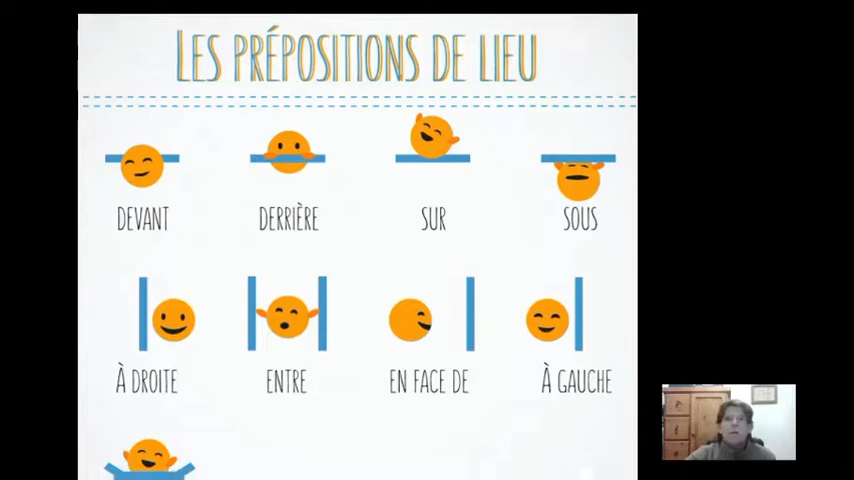 LES PRÉPOSITIONS DE LIEU
DEVANT
DERRIÈRE
SUR
SOUS
À DROITE
ENTRE
EN FACE DE
À GAUCHE